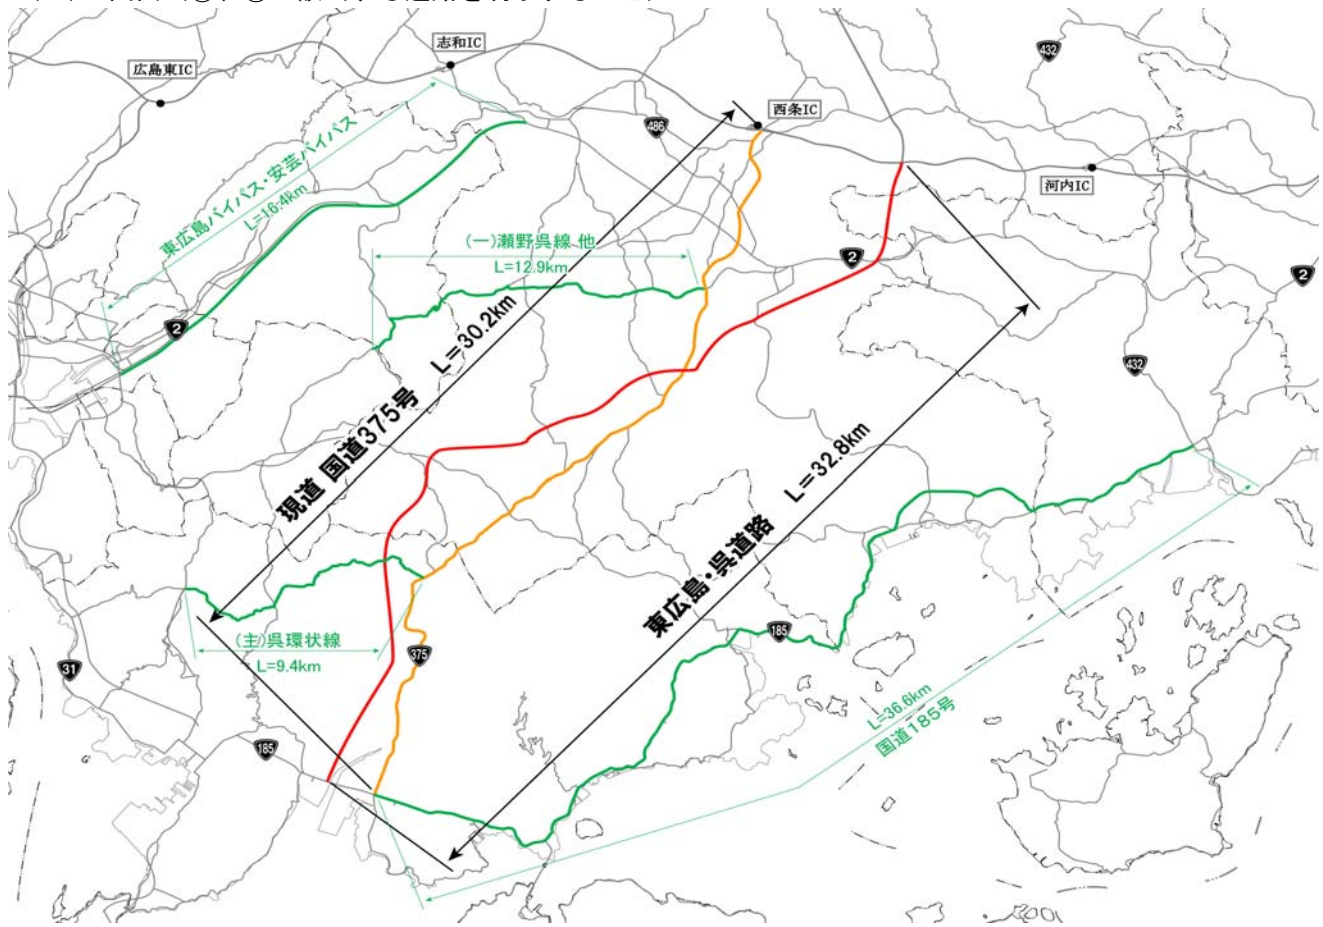 志和IC
広島東IC
432
西条IC
486
河内IC
東広島バイパス・安芸バイパス
L=16.4km
(一)瀬野呉線 他
L=12.9km
2
2
2
現道 国道375号 L=30.2km
432
東広島・呉道路 L=32.8km
(主)呉環状線
L=9.4km
375
31
185
185
L=36.6km
国道185号